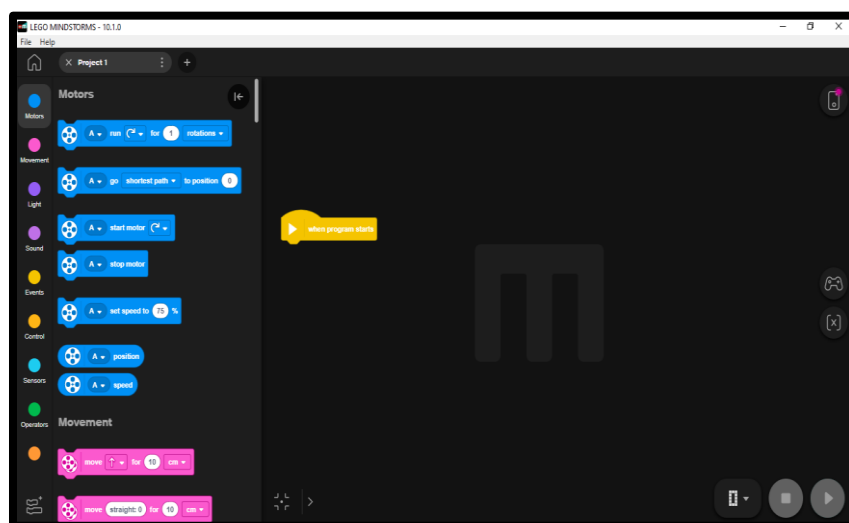 LEGO MINDSTORMS - 10.1.0
File Help
Project 1
Motors
Motors
A run for 1 rotations
Movement
A go shortest path to position 0
Light
A start motor
Sound
A stop motor
Events
A set speed to 75 %
Control
A position
Sensors
A speed
Operators
Movement
move for 10 cm
move straight: 0 for 10 cm
when program starts